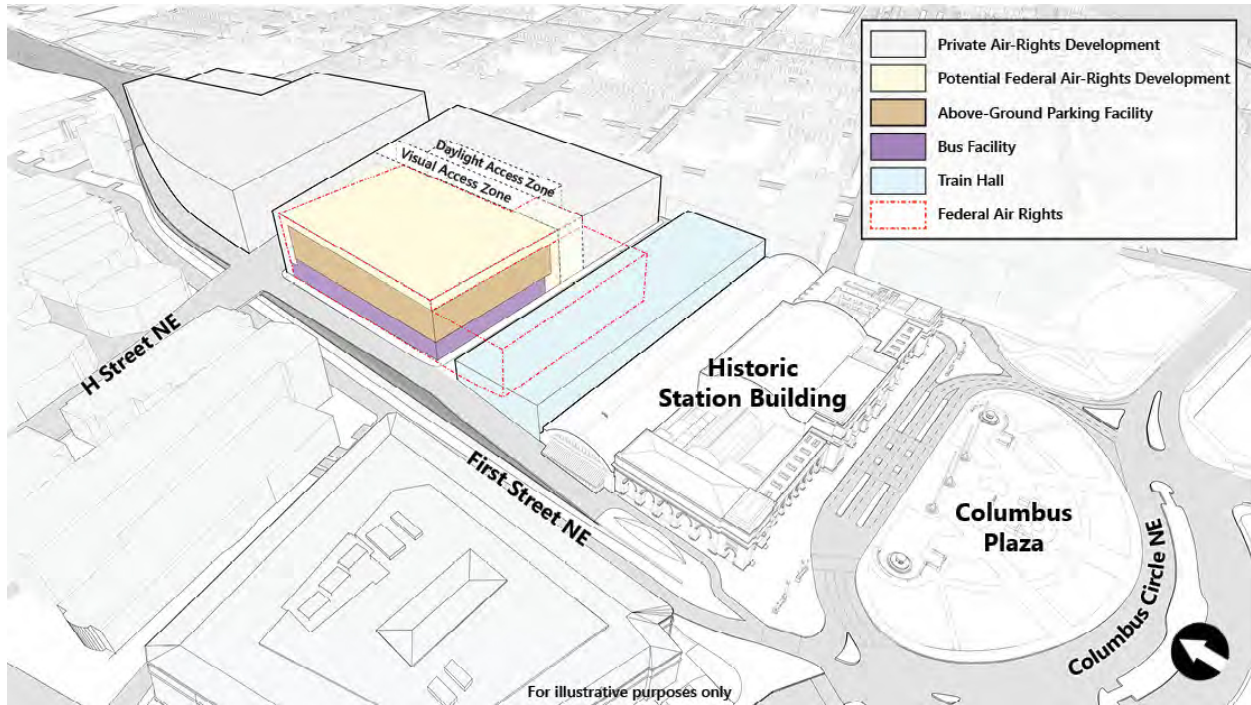 Private Air-Rights Development
Potential Federal Air-Rights Development
Above-Ground Parking Facility
Bus Facility
Train Hall
Federal Air Rights
Daylight Access Zone
Visual Access Zone
H Street NE
Historic
Station Building
First Street NE
Columbus
Plaza
Columbus Circle NE
For illustrative purposes only